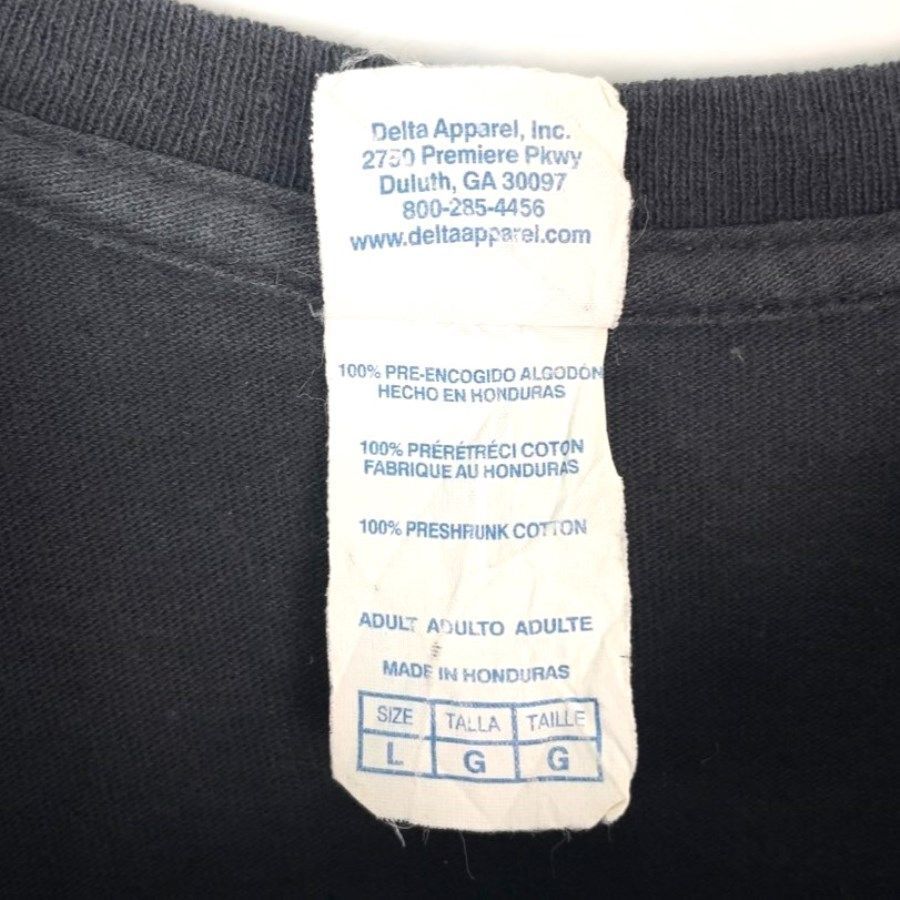 Delta Apparel, Inc.
2750 Premiere Pkwy
Duluth, GA 30097
800-285-4456
www.deltaapparel.com
100% PRE-ENCOGIDO ALGODÓN
HECHO EN HONDURAS
100% PRÉRÉTRÉCI COTON
FABRIQUE AU HONDURAS
100% PRESHRUNK COTTON
ADULT ADULTO ADULTE
MADE IN HONDURAS
SIZE TALLA TAILLE
L G G